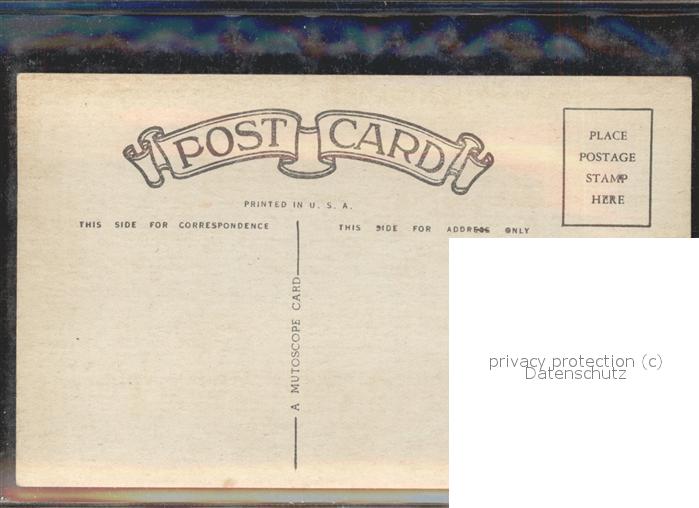 POST CARD
PLACE
POSTAGE
STAMP
HERE
PRINTED IN U. S. A.
THIS SIDE FOR CORRESPONDENCE
THIS SIDE FOR ADDRESS ONLY
A MUTOSCOPE CARD
privacy protection (c)
Datenschutz